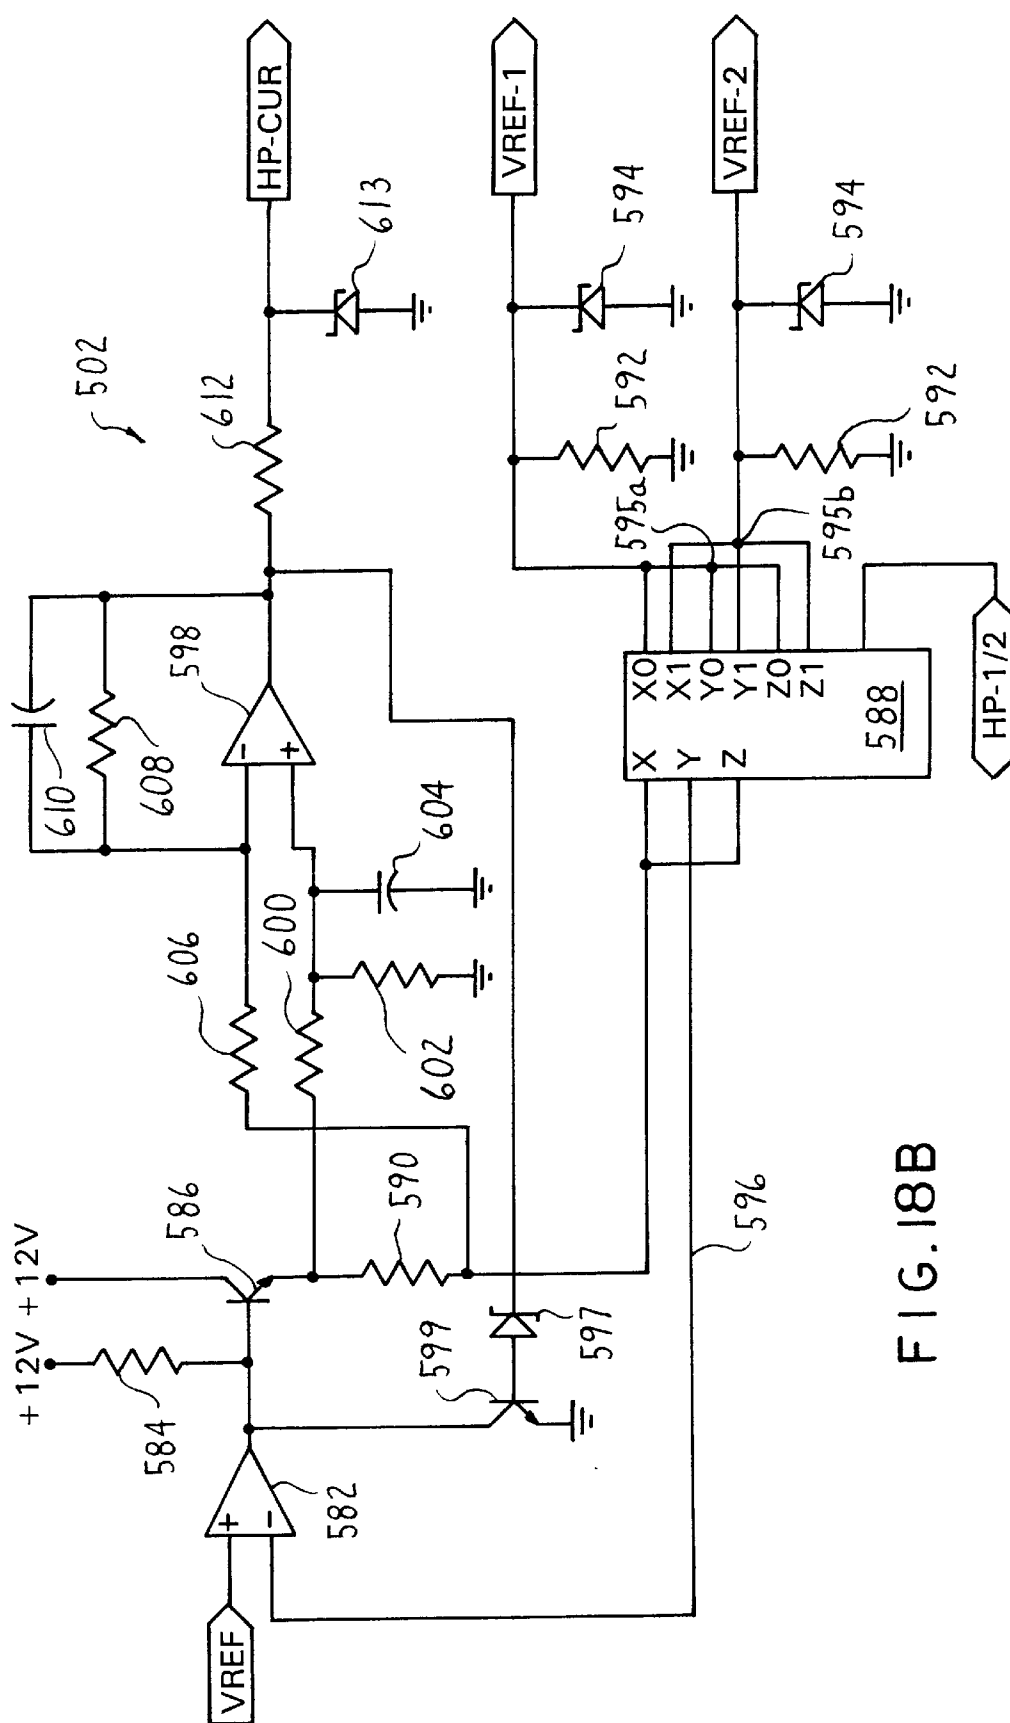 +12V +12V
584
586
VREF
+
-
582
599
597
590
606
600
602
604
610
608
-
+
598
502
612
HP-CUR
613
VREF-1
594
592
595a
VREF-2
594
592
595b
X
Y
Z
X0
X1
Y0
Y1
Z0
Z1
588
HP-1/2
596
FIG. 18B